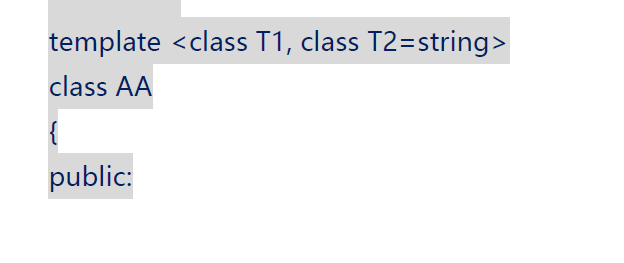 template <class T1, class T2=string>
class AA
{
public: